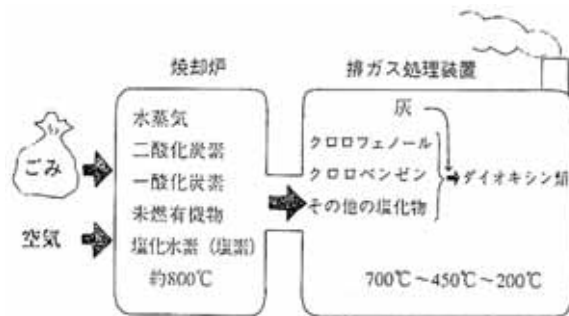 焼却炉
排ガス処理装置
ごみ
空気
水蒸気
二酸化炭素
一酸化炭素
未燃有機物
塩化水素（塩素）
約800℃
灰
クロロフェノール
クロロベンゼン
その他の塩化物
ダイオキシン類
700℃～450℃～200℃